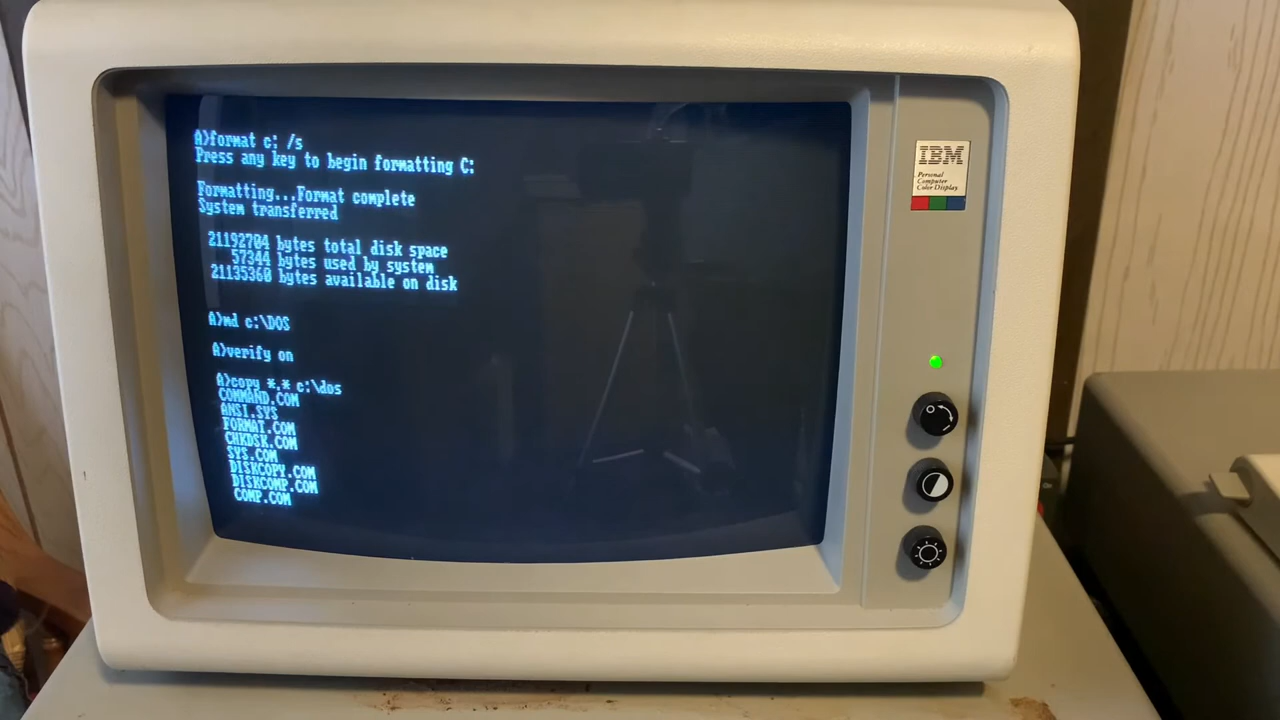 A>format c: /s
Press any key to begin formatting C:
Formatting...Format complete
System transferred
21192704 bytes total disk space
57344 bytes used by system
21135360 bytes available on disk
A>md c:\DOS
A>verify on
A>copy *.* c:\dos
COMMAND.COM
ANSI.SYS
FORMAT.COM
CHKDSK.COM
SYS.COM
DISKCOPY.COM
DISKCOMP.COM
COMP.COM
IBM
Personal
Computer
Color Display